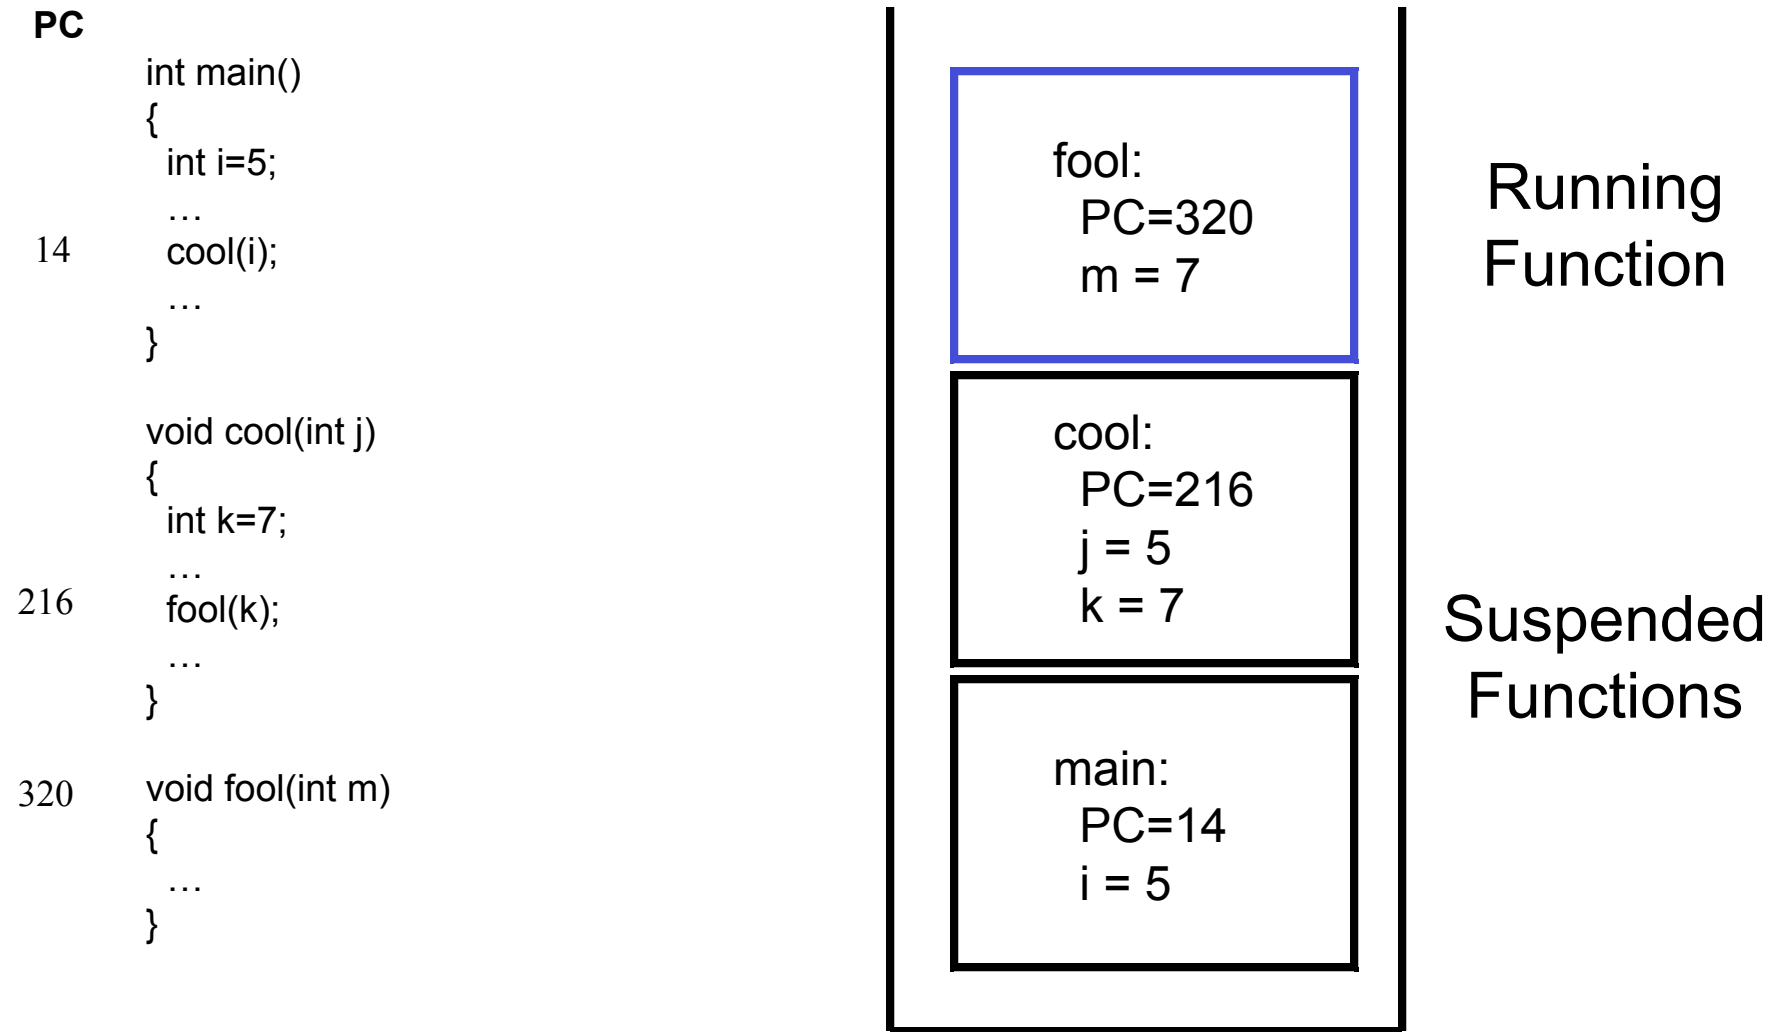 PC
int main()
{
int i=5;
…
14 cool(i);
…
}
void cool(int j)
{
int k=7;
…
216 fool(k);
…
}
320 void fool(int m)
{
…
}
fool:
PC=320
m = 7
cool:
PC=216
j = 5
k = 7
main:
PC=14
i = 5
Running
Function
Suspended
Functions